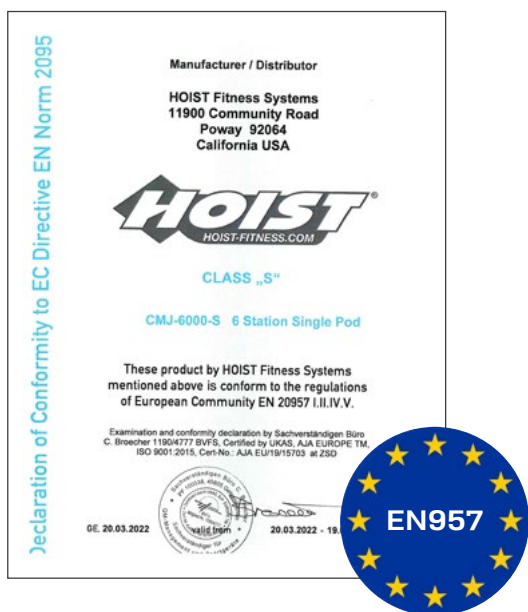 Declaration of Conformity to EC Directive EN Norm 2095
Manufacturer / Distributor
HOIST Fitness Systems
11900 Community Road
Poway 92064
California USA
HOIST®
HOIST-FITNESS.COM
CLASS „S“
CMJ-6000-S 6 Station Single Pod
These product by HOIST Fitness Systems
mentioned above is conform to the regulations
of European Community EN 20957 I.II.IV.V.
Examination and conformity declaration by Sachverständigen Büro
C. Broecher 1190/4777 BVFS, Certified by UKAS, AJA EUROPE TM,
ISO 9001:2015, Cert-No.: AJA EU/19/15703 at ZSD
Sachverständigen Büro C.
GE. 20.03.2022 valid from 20.03.2022 - 19.
EN957